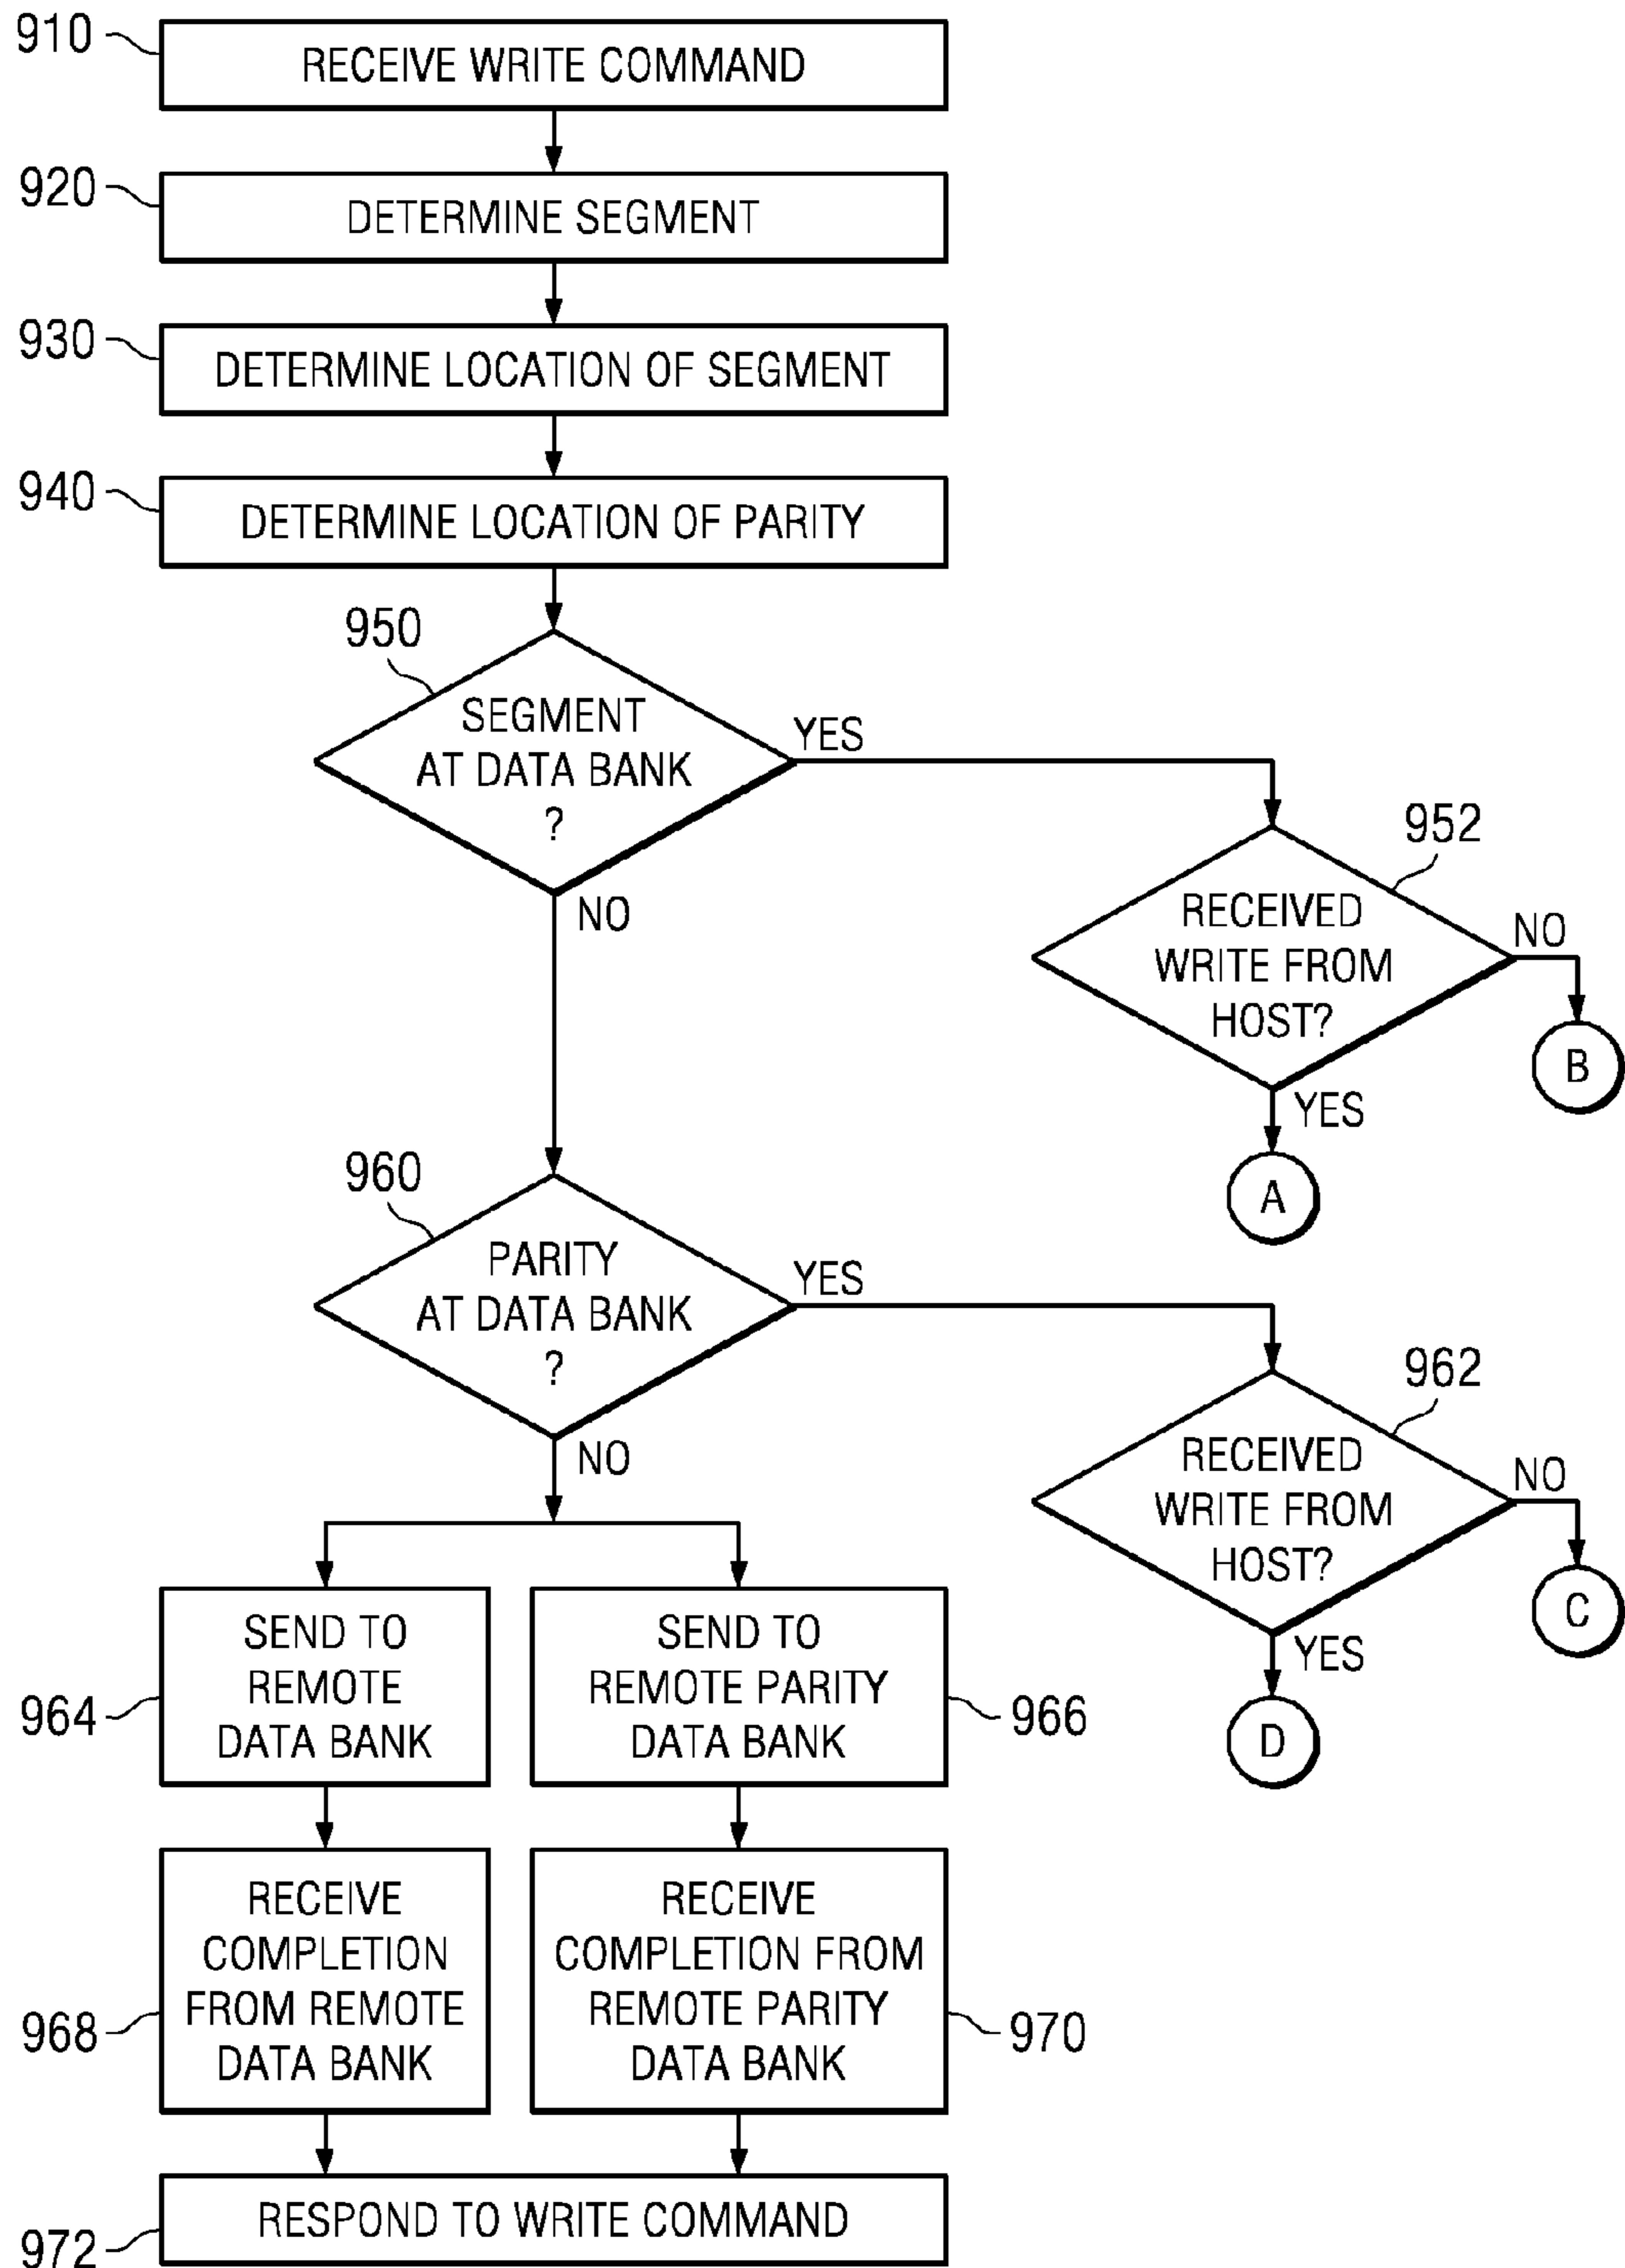 910
RECEIVE WRITE COMMAND
920
DETERMINE SEGMENT
930
DETERMINE LOCATION OF SEGMENT
940
DETERMINE LOCATION OF PARITY
950
SEGMENT
AT DATA BANK
?
YES
NO
952
RECEIVED
WRITE FROM
HOST?
NO
B
YES
A
960
PARITY
AT DATA BANK
?
YES
NO
962
RECEIVED
WRITE FROM
HOST?
NO
C
YES
D
964
SEND TO
REMOTE
DATA BANK
SEND TO
REMOTE PARITY
DATA BANK
966
968
RECEIVE
COMPLETION
FROM REMOTE
DATA BANK
RECEIVE
COMPLETION FROM
REMOTE PARITY
DATA BANK
970
972
RESPOND TO WRITE COMMAND